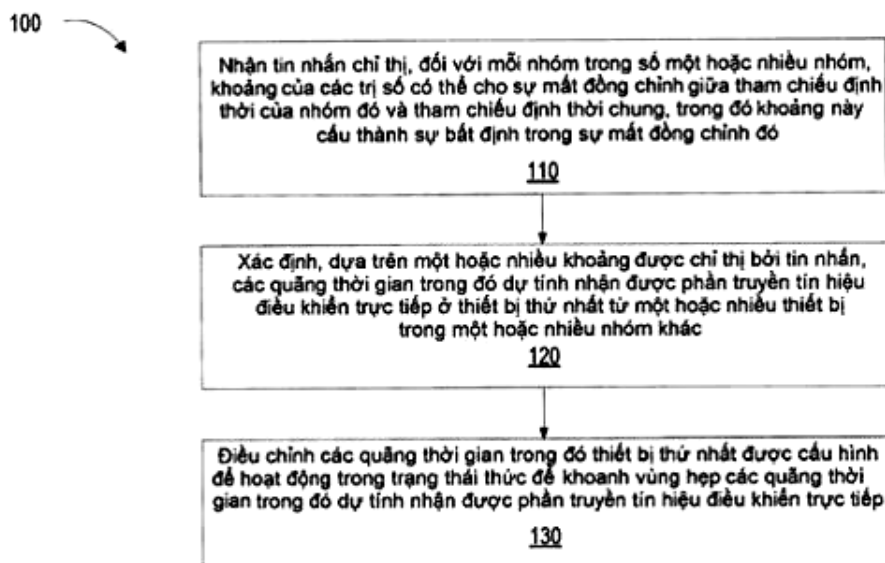 100
Nhận tin nhắn chỉ thị, đối với mỗi nhóm trong số một hoặc nhiều nhóm,
khoảng của các trị số có thể cho sự mất đồng chỉnh giữa tham chiếu định
thời của nhóm đó và tham chiếu định thời chung, trong đó khoảng này
cấu thành sự bất định trong sự mất đồng chỉnh đó
110
Xác định, dựa trên một hoặc nhiều khoảng được chỉ thị bởi tin nhắn,
các quãng thời gian trong đó dự tính nhận được phần truyền tín hiệu
điều khiển trực tiếp ở thiết bị thứ nhất từ một hoặc nhiều thiết bị
trong một hoặc nhiều nhóm khác
120
Điều chỉnh các quãng thời gian trong đó thiết bị thứ nhất được cấu hình
để hoạt động trong trạng thái thức để khoanh vùng hẹp các quãng thời
gian trong đó dự tính nhận được phần truyền tín hiệu điều khiển trực tiếp
130